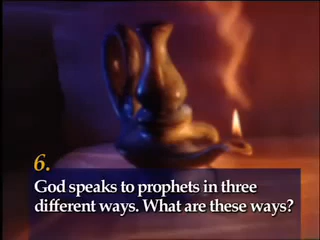 6.
God speaks to prophets in three
different ways. What are these ways?